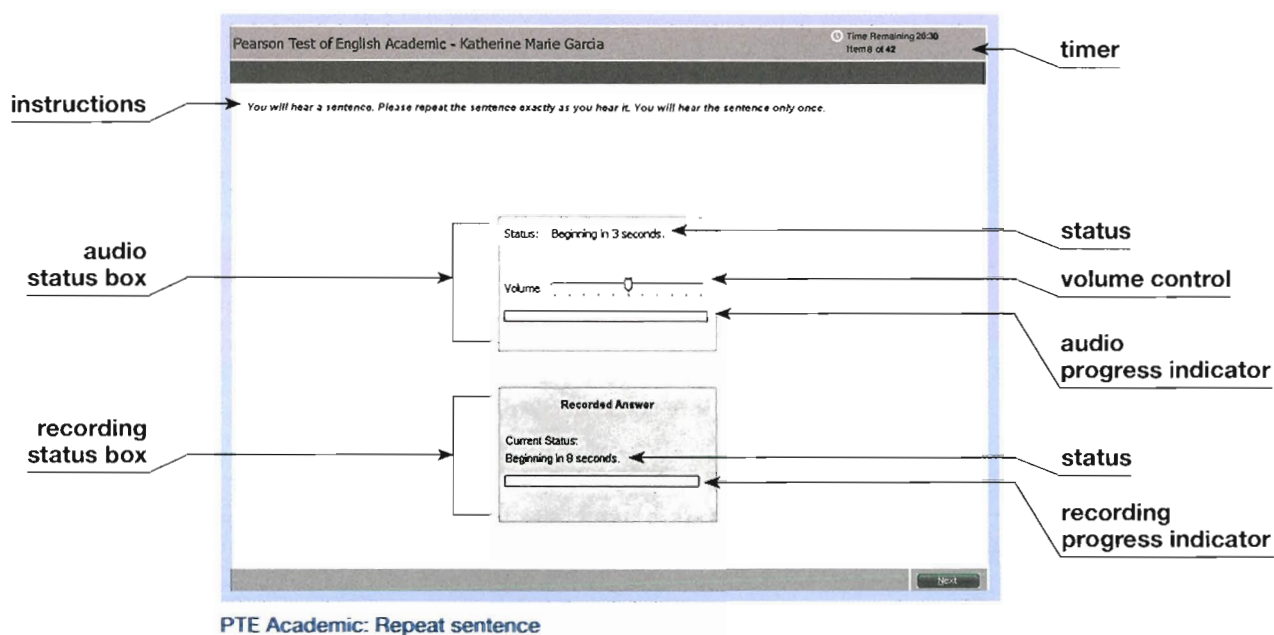 Pearson Test of English Academic - Katherine Marie Garcia
Time Remaining 26:30
Item 8 of 42
timer
instructions
You will hear a sentence. Please repeat the sentence exactly as you hear it. You will hear the sentence only once.
audio
status box
Status: Beginning in 3 seconds.
status
Volume
volume control
audio
progress indicator
recording
status box
Recorded Answer
Current Status:
Beginning in 8 seconds.
status
recording
progress indicator
Next
PTE Academic: Repeat sentence